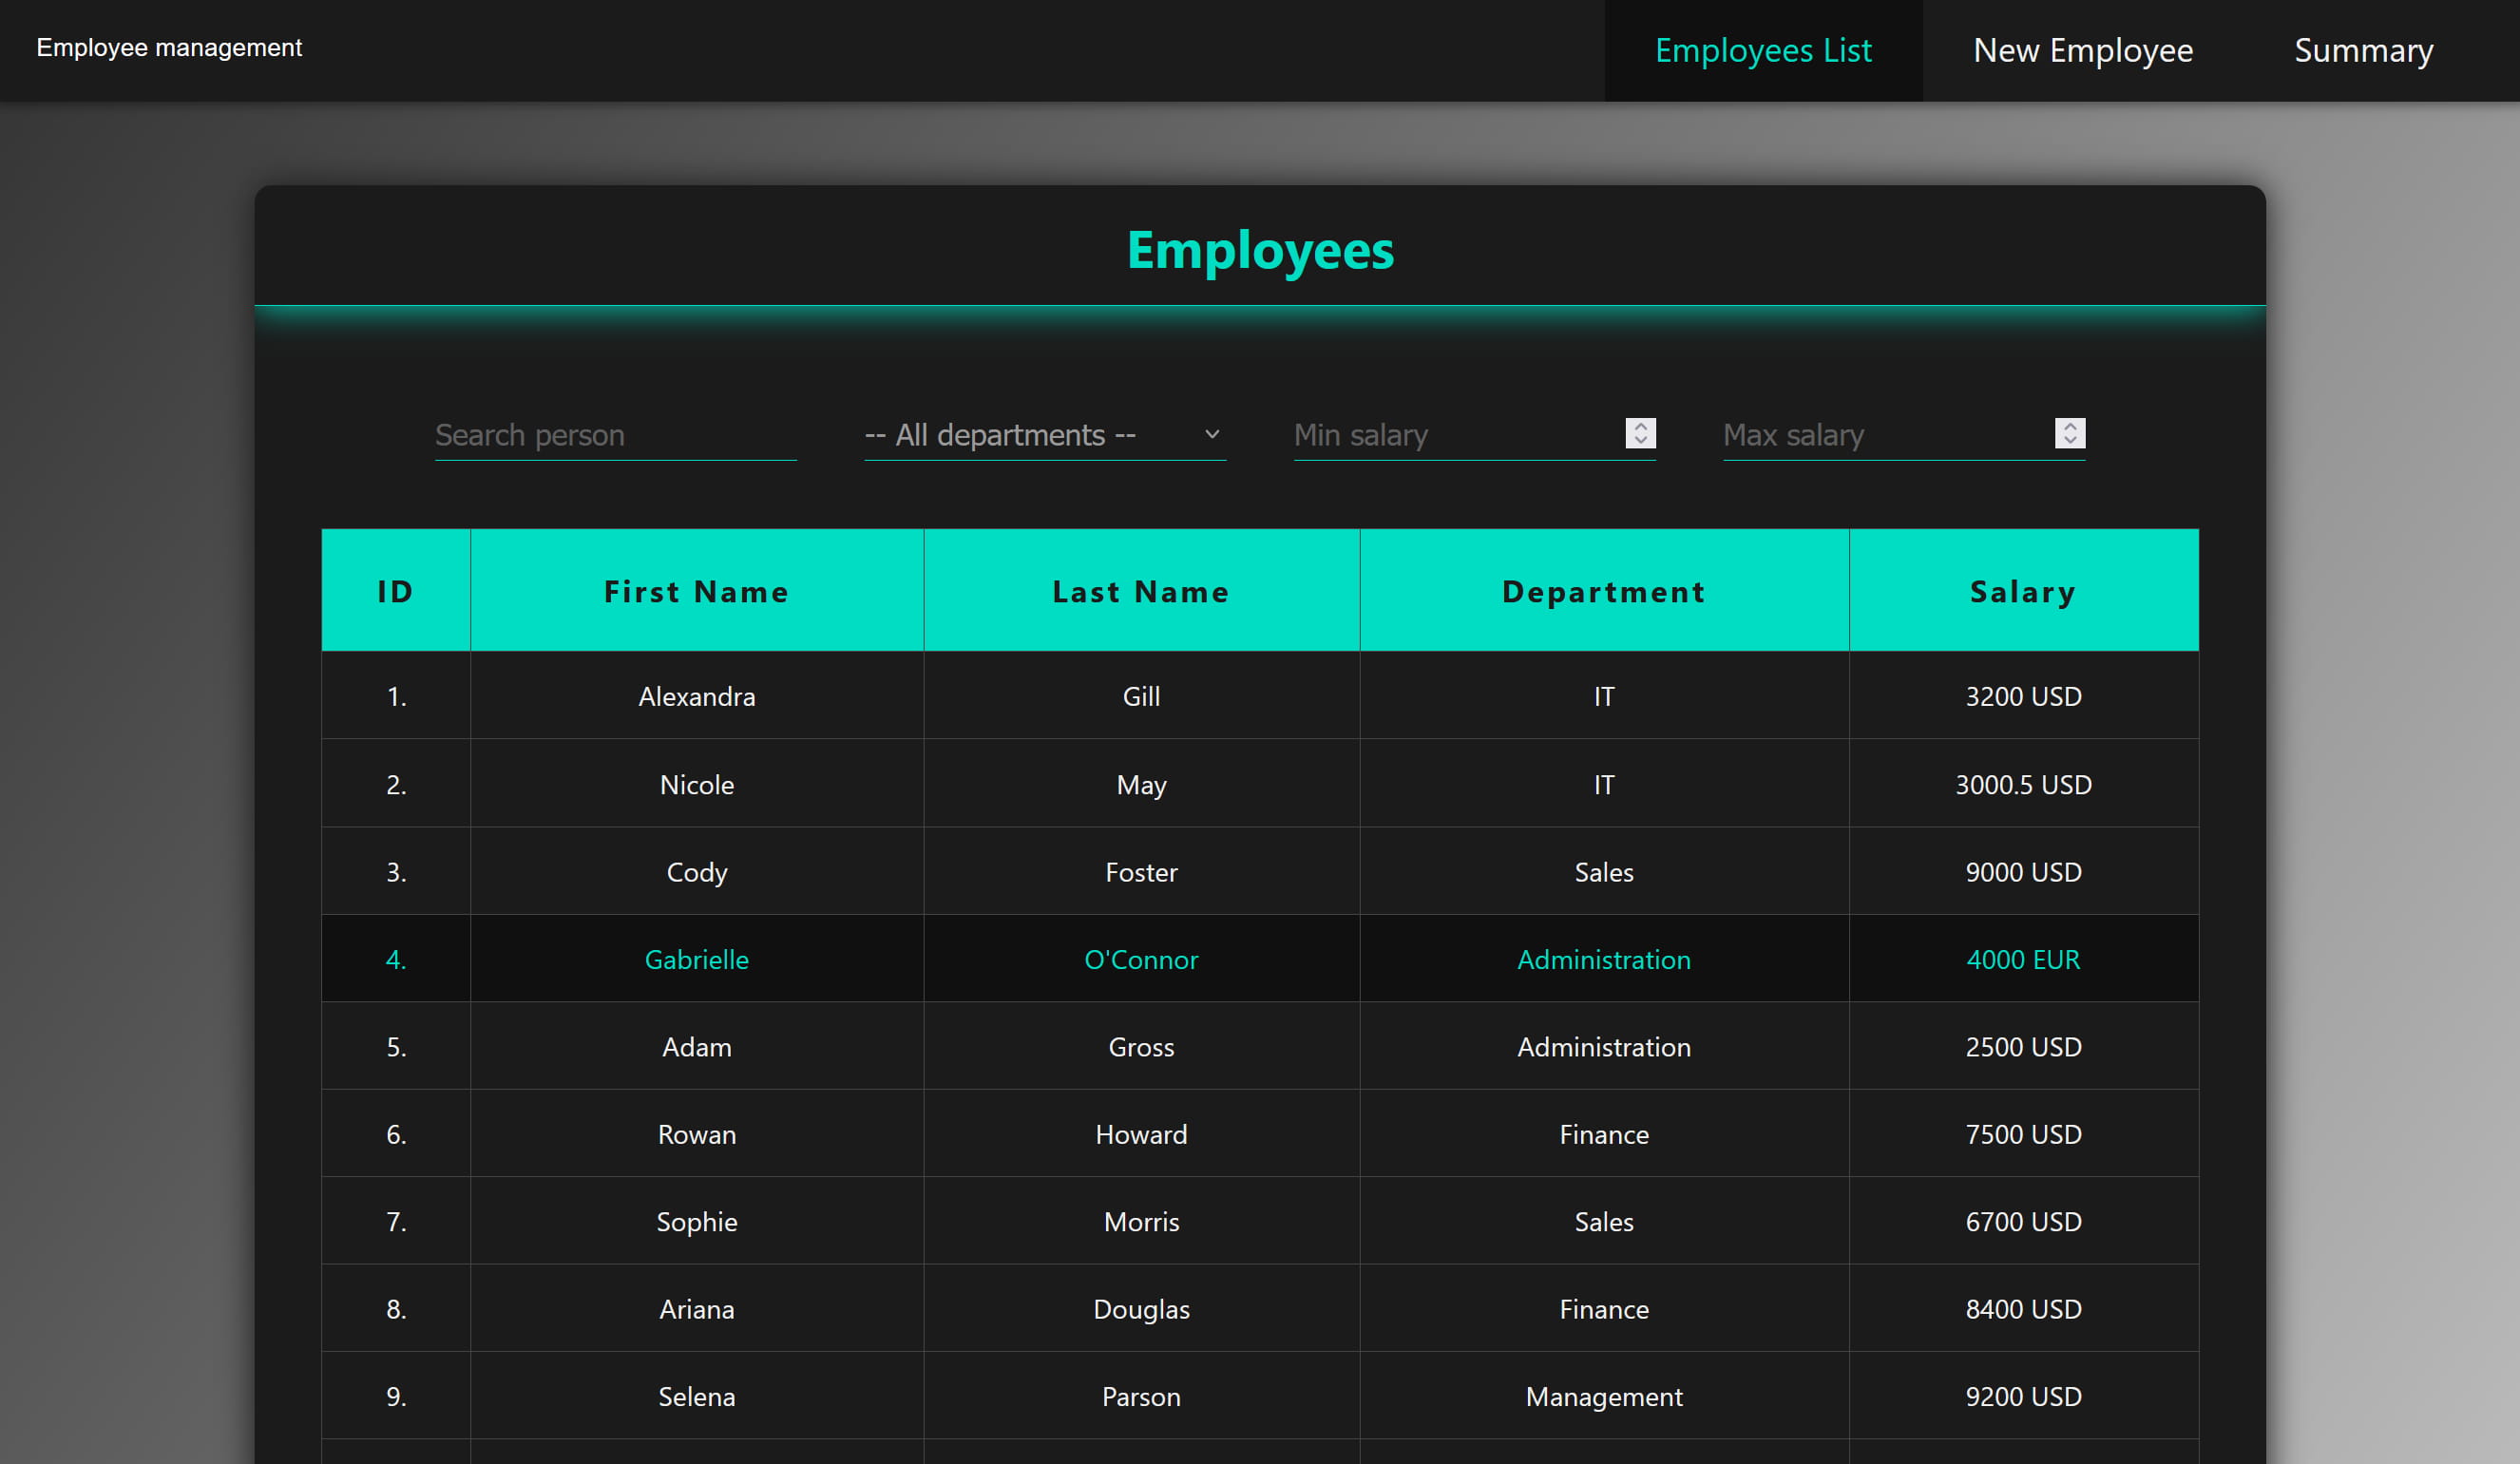 Employee management
Employees List New Employee Summary
Employees
Search person -- All departments -- Min salary Max salary
ID First Name Last Name Department Salary
1. Alexandra Gill IT 3200 USD
2. Nicole May IT 3000.5 USD
3. Cody Foster Sales 9000 USD
4. Gabrielle O'Connor Administration 4000 EUR
5. Adam Gross Administration 2500 USD
6. Rowan Howard Finance 7500 USD
7. Sophie Morris Sales 6700 USD
8. Ariana Douglas Finance 8400 USD
9. Selena Parson Management 9200 USD